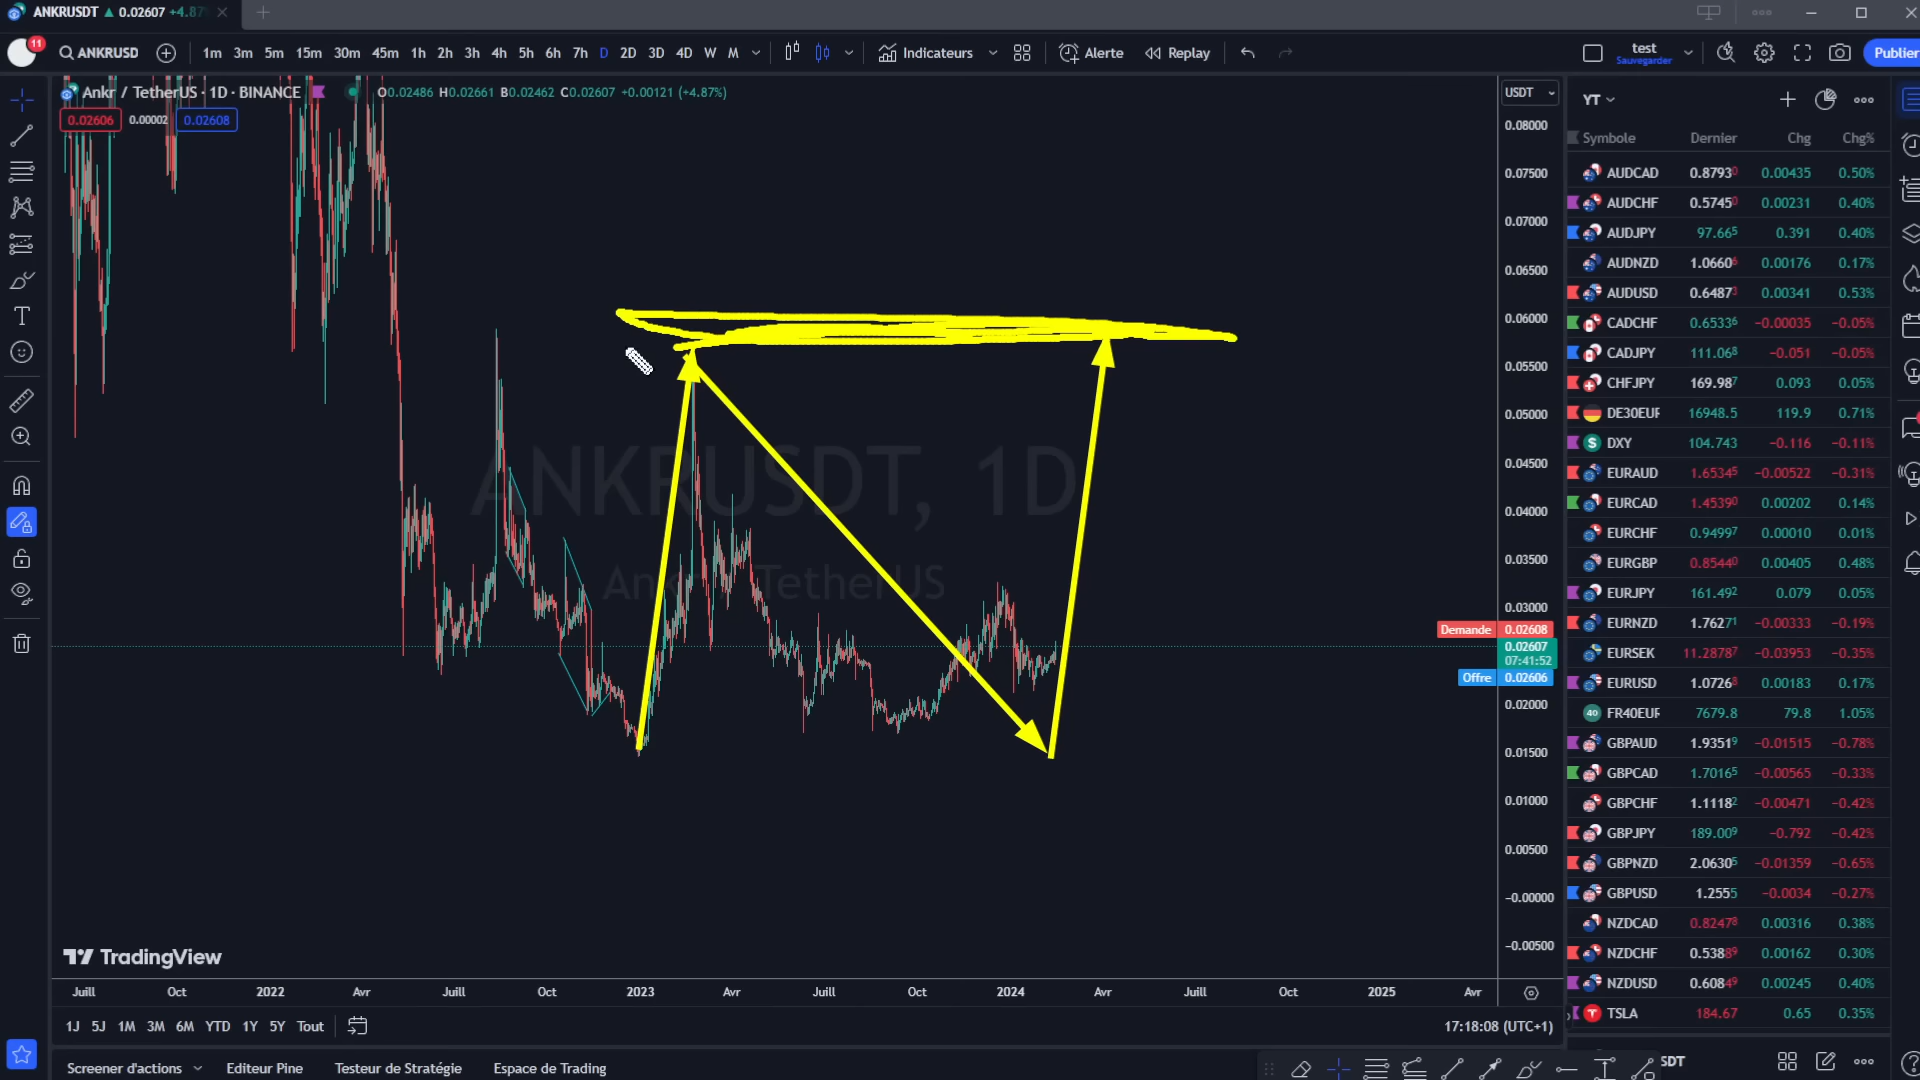 ANKRUSDT ▲ 0.02607 +4.87
11 ANKRUSD 1m 3m 5m 15m 30m 45m 1h 2h 3h 4h 5h 6h 7h D 2D 3D 4D W M Indicateurs Alerte Replay test Sauvegarder Publier
Ankr / TetherUS · 1D · BINANCE O0.02486 H0.02661 B0.02462 C0.02607 +0.00121 (+4.87%)
0.02606 0.00002 0.02608
ANKRUSDT, 1D
Ankr / TetherUS
USDT
0.08000
0.07500
0.07000
0.06500
0.06000
0.05500
0.05000
0.04500
0.04000
0.03500
0.03000
Demande 0.02608
0.02607
07:41:52
Offre 0.02606
0.02000
0.01500
0.01000
0.00500
−0.00000
−0.00500
TradingView
Juill Oct 2022 Avr Juill Oct 2023 Avr Juill Oct 2024 Avr Juill Oct 2025 Avr
1J 5J 1M 3M 6M YTD 1Y 5Y Tout 17:18:08 (UTC+1)
Screener d'actions Editeur Pine Testeur de Stratégie Espace de Trading
YT
Symbole Dernier Chg Chg%
AUDCAD 0.87930 0.00435 0.50%
AUDCHF 0.57450 0.00231 0.40%
AUDJPY 97.665 0.391 0.40%
AUDNZD 1.06606 0.00176 0.17%
AUDUSD 0.64873 0.00341 0.53%
CADCHF 0.65336 −0.00035 −0.05%
CADJPY 111.068 −0.051 −0.05%
CHFJPY 169.987 0.093 0.05%
DE30EUR 16948.5 119.9 0.71%
DXY 104.743 −0.116 −0.11%
EURAUD 1.65345 −0.00522 −0.31%
EURCAD 1.45390 0.00202 0.14%
EURCHF 0.94997 0.00010 0.01%
EURGBP 0.85440 0.00405 0.48%
EURJPY 161.492 0.079 0.05%
EURNZD 1.76271 −0.00333 −0.19%
EURSEK 11.28787 −0.03953 −0.35%
EURUSD 1.07268 0.00183 0.17%
40 FR40EUR 7679.8 79.8 1.05%
GBPAUD 1.93519 −0.01515 −0.78%
GBPCAD 1.70165 −0.00565 −0.33%
GBPCHF 1.11182 −0.00471 −0.42%
GBPJPY 189.009 −0.792 −0.42%
GBPNZD 2.06305 −0.01359 −0.65%
GBPUSD 1.2555 −0.0034 −0.27%
NZDCAD 0.82478 0.00316 0.38%
NZDCHF 0.53889 0.00162 0.30%
NZDUSD 0.60849 0.00245 0.40%
TSLA 184.67 0.65 0.35%
SDT